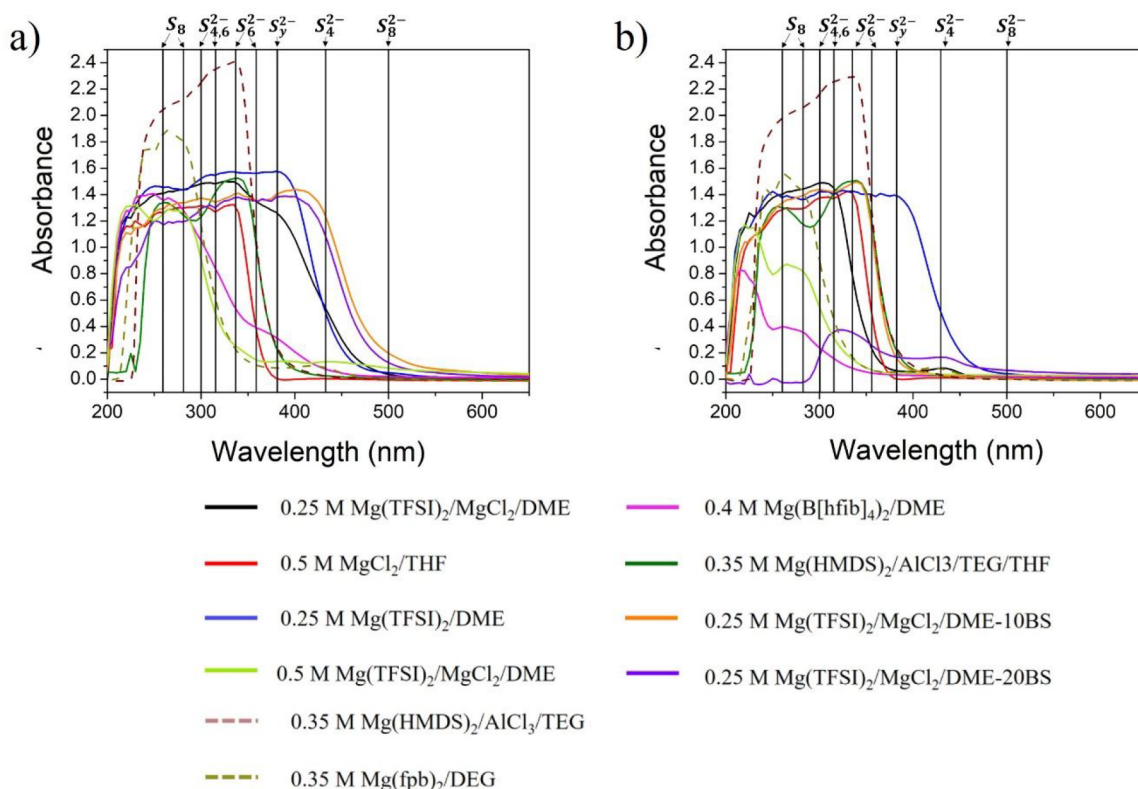 a)
S₈ S₄,₆²⁻ S₆²⁻ Sᵧ²⁻ S₄²⁻ S₈²⁻
2.4
2.2
2.0
1.8
1.6
1.4
1.2
1.0
0.8
0.6
0.4
0.2
0.0
Absorbance
200 300 400 500 600
Wavelength (nm)
b)
S₈ S₄,₆²⁻ S₆²⁻ Sᵧ²⁻ S₄²⁻ S₈²⁻
2.4
2.2
2.0
1.8
1.6
1.4
1.2
1.0
0.8
0.6
0.4
0.2
0.0
Absorbance
200 300 400 500 600
Wavelength (nm)
0.25 M Mg(TFSI)₂/MgCl₂/DME
0.5 M MgCl₂/THF
0.25 M Mg(TFSI)₂/DME
0.5 M Mg(TFSI)₂/MgCl₂/DME
0.35 M Mg(HMDS)₂/AlCl₃/TEG
0.35 M Mg(fpb)₂/DEG
0.4 M Mg(B[hfib]₄)₂/DME
0.35 M Mg(HMDS)₂/AlCl3/TEG/THF
0.25 M Mg(TFSI)₂/MgCl₂/DME-10BS
0.25 M Mg(TFSI)₂/MgCl₂/DME-20BS